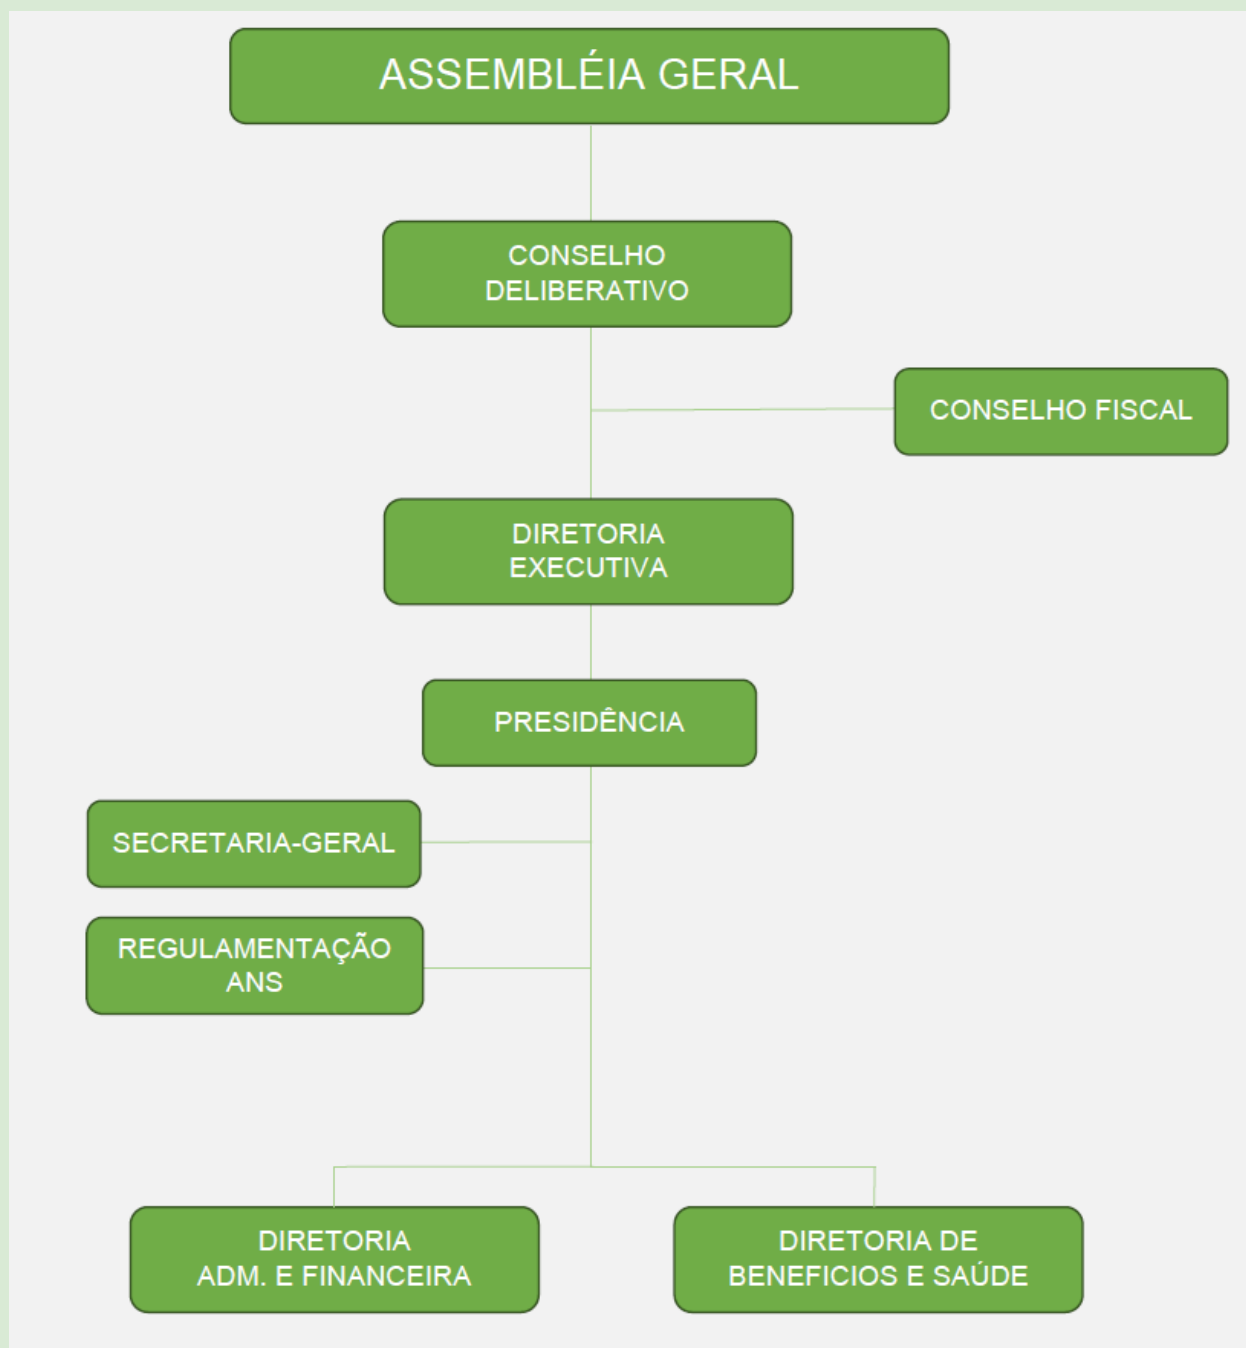 ASSEMBLÉIA GERAL
CONSELHO
DELIBERATIVO
CONSELHO FISCAL
DIRETORIA
EXECUTIVA
PRESIDÊNCIA
SECRETARIA-GERAL
REGULAMENTAÇÃO
ANS
DIRETORIA
ADM. E FINANCEIRA
DIRETORIA DE
BENEFICIOS E SAÚDE